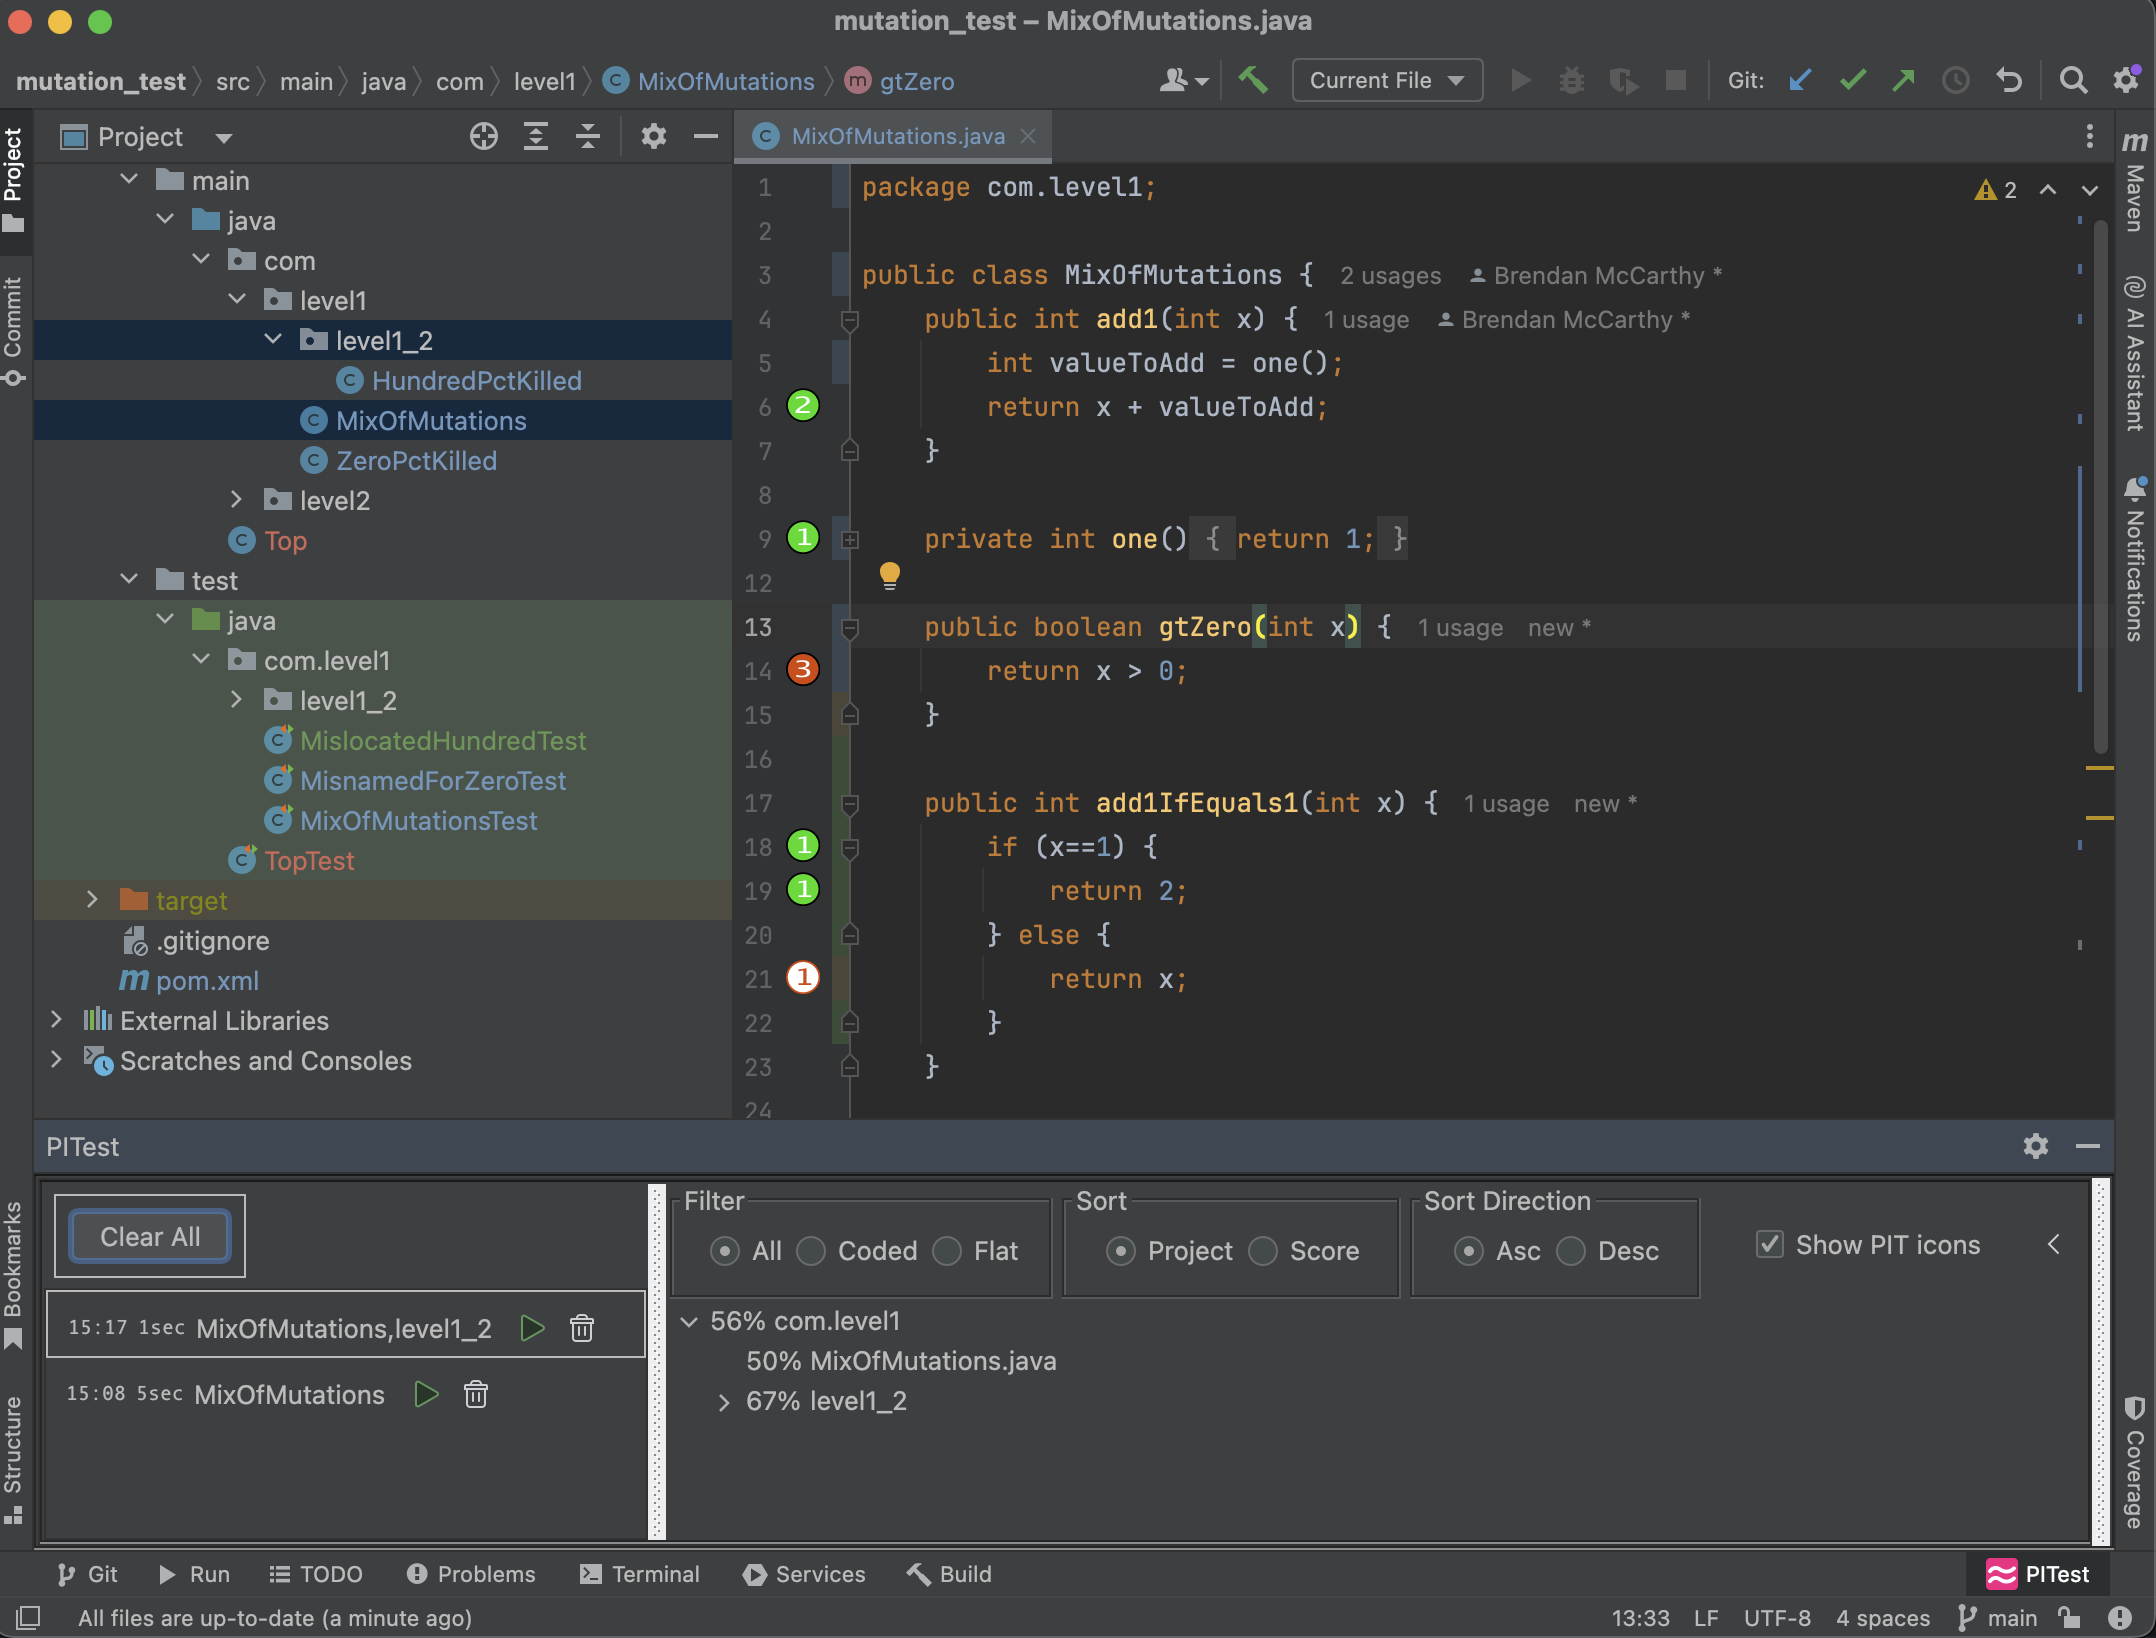 mutation_test – MixOfMutations.java
mutation_test src main java com level1 C MixOfMutations m gtZero
Current File
Git:
Project
Commit
Bookmarks
Structure
Project
main
java
com
level1
level1_2
C HundredPctKilled
C MixOfMutations
C ZeroPctKilled
level2
C Top
test
java
com.level1
level1_2
C MislocatedHundredTest
C MisnamedForZeroTest
C MixOfMutationsTest
C TopTest
target
.gitignore
m pom.xml
External Libraries
Scratches and Consoles
C MixOfMutations.java
2
1 package com.level1;
2
3 public class MixOfMutations { 2 usages Brendan McCarthy *
4 public int add1(int x) { 1 usage Brendan McCarthy *
5 int valueToAdd = one();
6 2 return x + valueToAdd;
7 }
8
9 1 private int one() { return 1; }
12
13 public boolean gtZero(int x) { 1 usage new *
14 3 return x > 0;
15 }
16
17 public int add1IfEquals1(int x) { 1 usage new *
18 1 if (x==1) {
19 1 return 2;
20 } else {
21 1 return x;
22 }
23 }
24
m Maven
AI Assistant
Notifications
Coverage
PITest
Clear All
15:17 1sec MixOfMutations,level1_2
15:08 5sec MixOfMutations
Filter
All Coded Flat
Sort
Project Score
Sort Direction
Asc Desc
Show PIT icons
56% com.level1
50% MixOfMutations.java
67% level1_2
Git Run TODO Problems Terminal Services Build PITest
All files are up-to-date (a minute ago)
13:33 LF UTF-8 4 spaces main